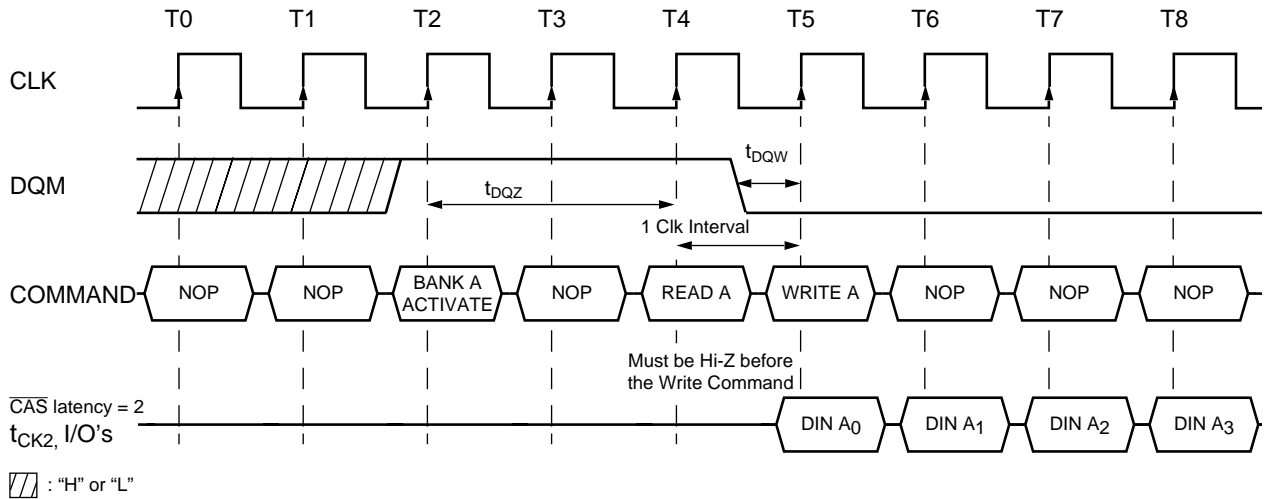 T0 T1 T2 T3 T4 T5 T6 T7 T8
CLK
DQM
tDQW
tDQZ
1 Clk Interval
COMMAND
NOP NOP BANK A ACTIVATE NOP READ A WRITE A NOP NOP NOP
Must be Hi-Z before
the Write Command
CAS latency = 2
tCK2, I/O's
DIN A0 DIN A1 DIN A2 DIN A3
: “H” or “L”